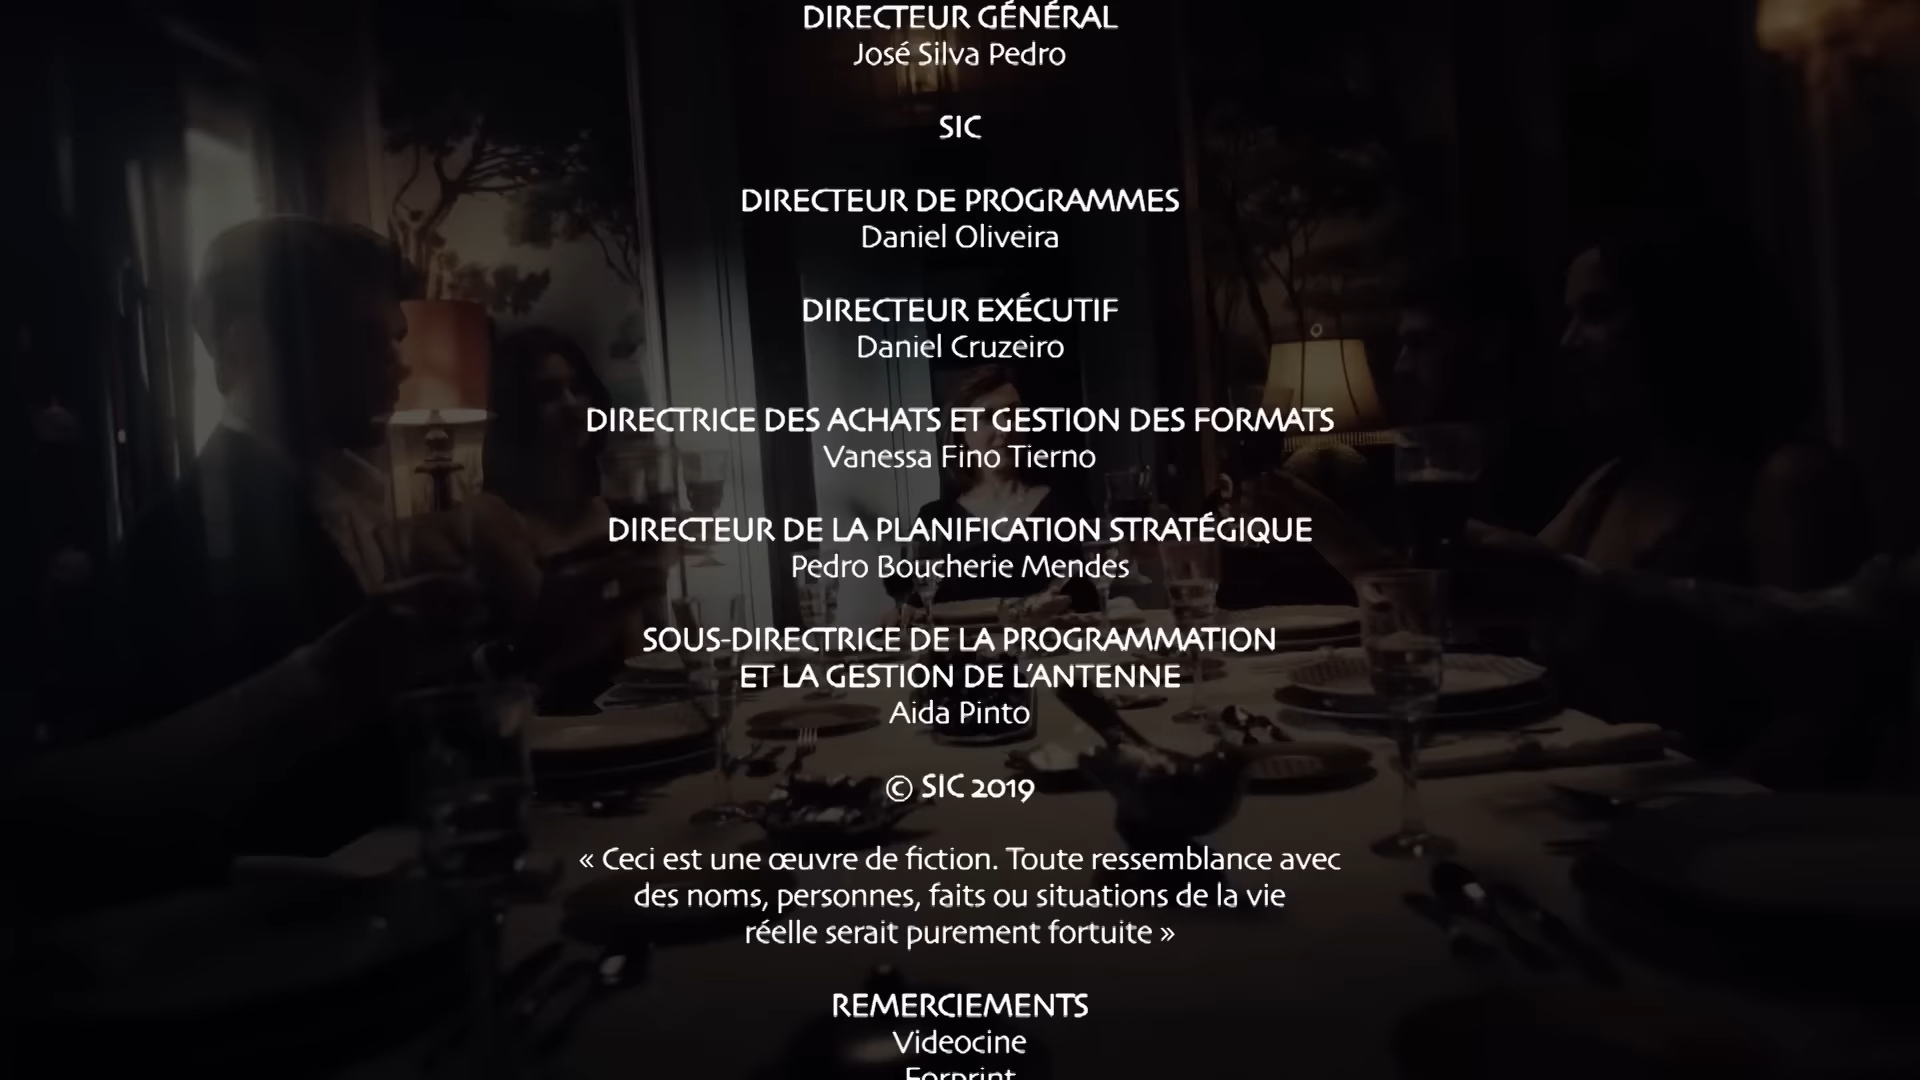 DIRECTEUR GÉNÉRAL
José Silva Pedro
SIC
DIRECTEUR DE PROGRAMMES
Daniel Oliveira
DIRECTEUR EXÉCUTIF
Daniel Cruzeiro
DIRECTRICE DES ACHATS ET GESTION DES FORMATS
Vanessa Fino Tierno
DIRECTEUR DE LA PLANIFICATION STRATÉGIQUE
Pedro Boucherie Mendes
SOUS-DIRECTRICE DE LA PROGRAMMATION
ET LA GESTION DE L'ANTENNE
Aida Pinto
© SIC 2019
« Ceci est une œuvre de fiction. Toute ressemblance avec
des noms, personnes, faits ou situations de la vie
réelle serait purement fortuite »
REMERCIEMENTS
Videocine
Forprint